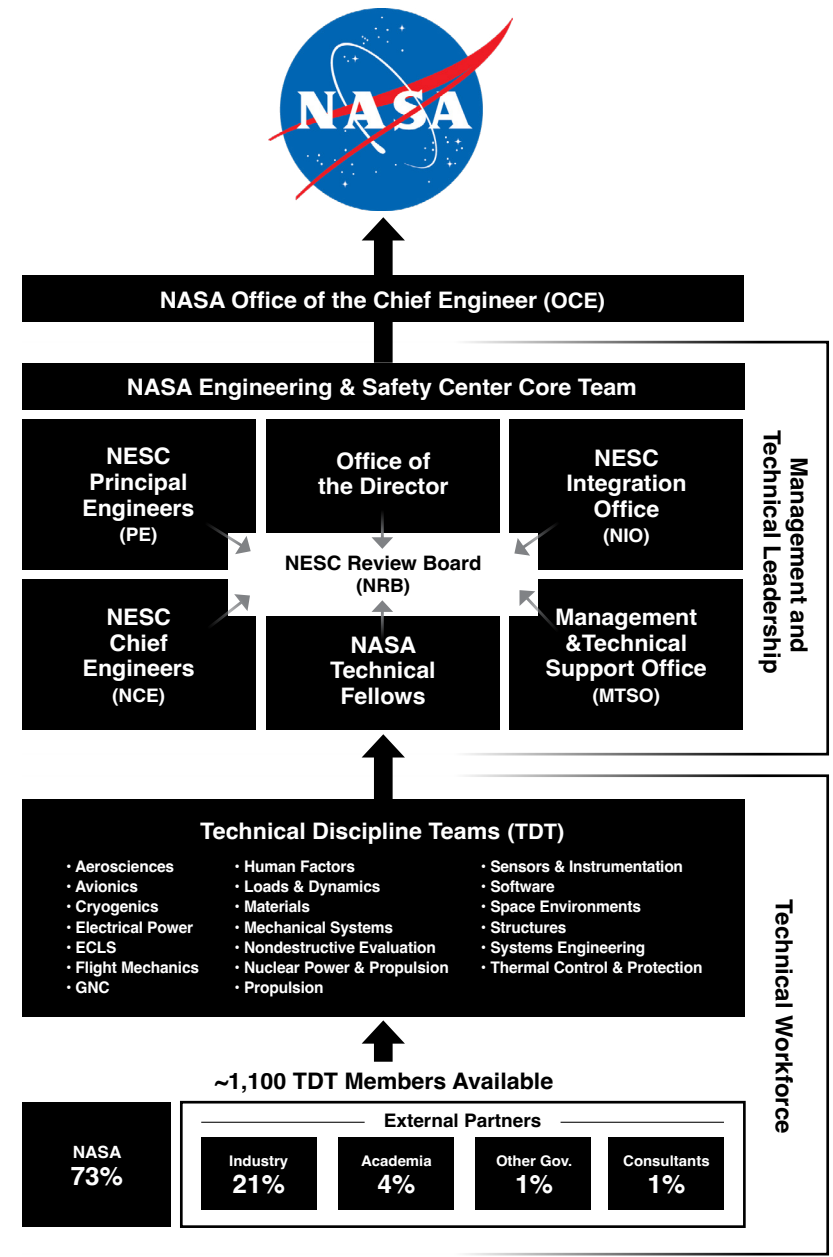 NASA
NASA Office of the Chief Engineer (OCE)
NASA Engineering & Safety Center Core Team
NESC
Principal
Engineers
(PE)
Office of
the Director
NESC
Integration
Office
(NIO)
NESC Review Board
(NRB)
NESC
Chief
Engineers
(NCE)
NASA
Technical
Fellows
Management
&Technical
Support Office
(MTSO)
Management and
Technical Leadership
Technical Discipline Teams (TDT)
· Aerosciences
· Avionics
· Cryogenics
· Electrical Power
· ECLS
· Flight Mechanics
· GNC
· Human Factors
· Loads & Dynamics
· Materials
· Mechanical Systems
· Nondestructive Evaluation
· Nuclear Power & Propulsion
· Propulsion
· Sensors & Instrumentation
· Software
· Space Environments
· Structures
· Systems Engineering
· Thermal Control & Protection
Technical Workforce
~1,100 TDT Members Available
NASA
73%
External Partners
Industry
21%
Academia
4%
Other Gov.
1%
Consultants
1%